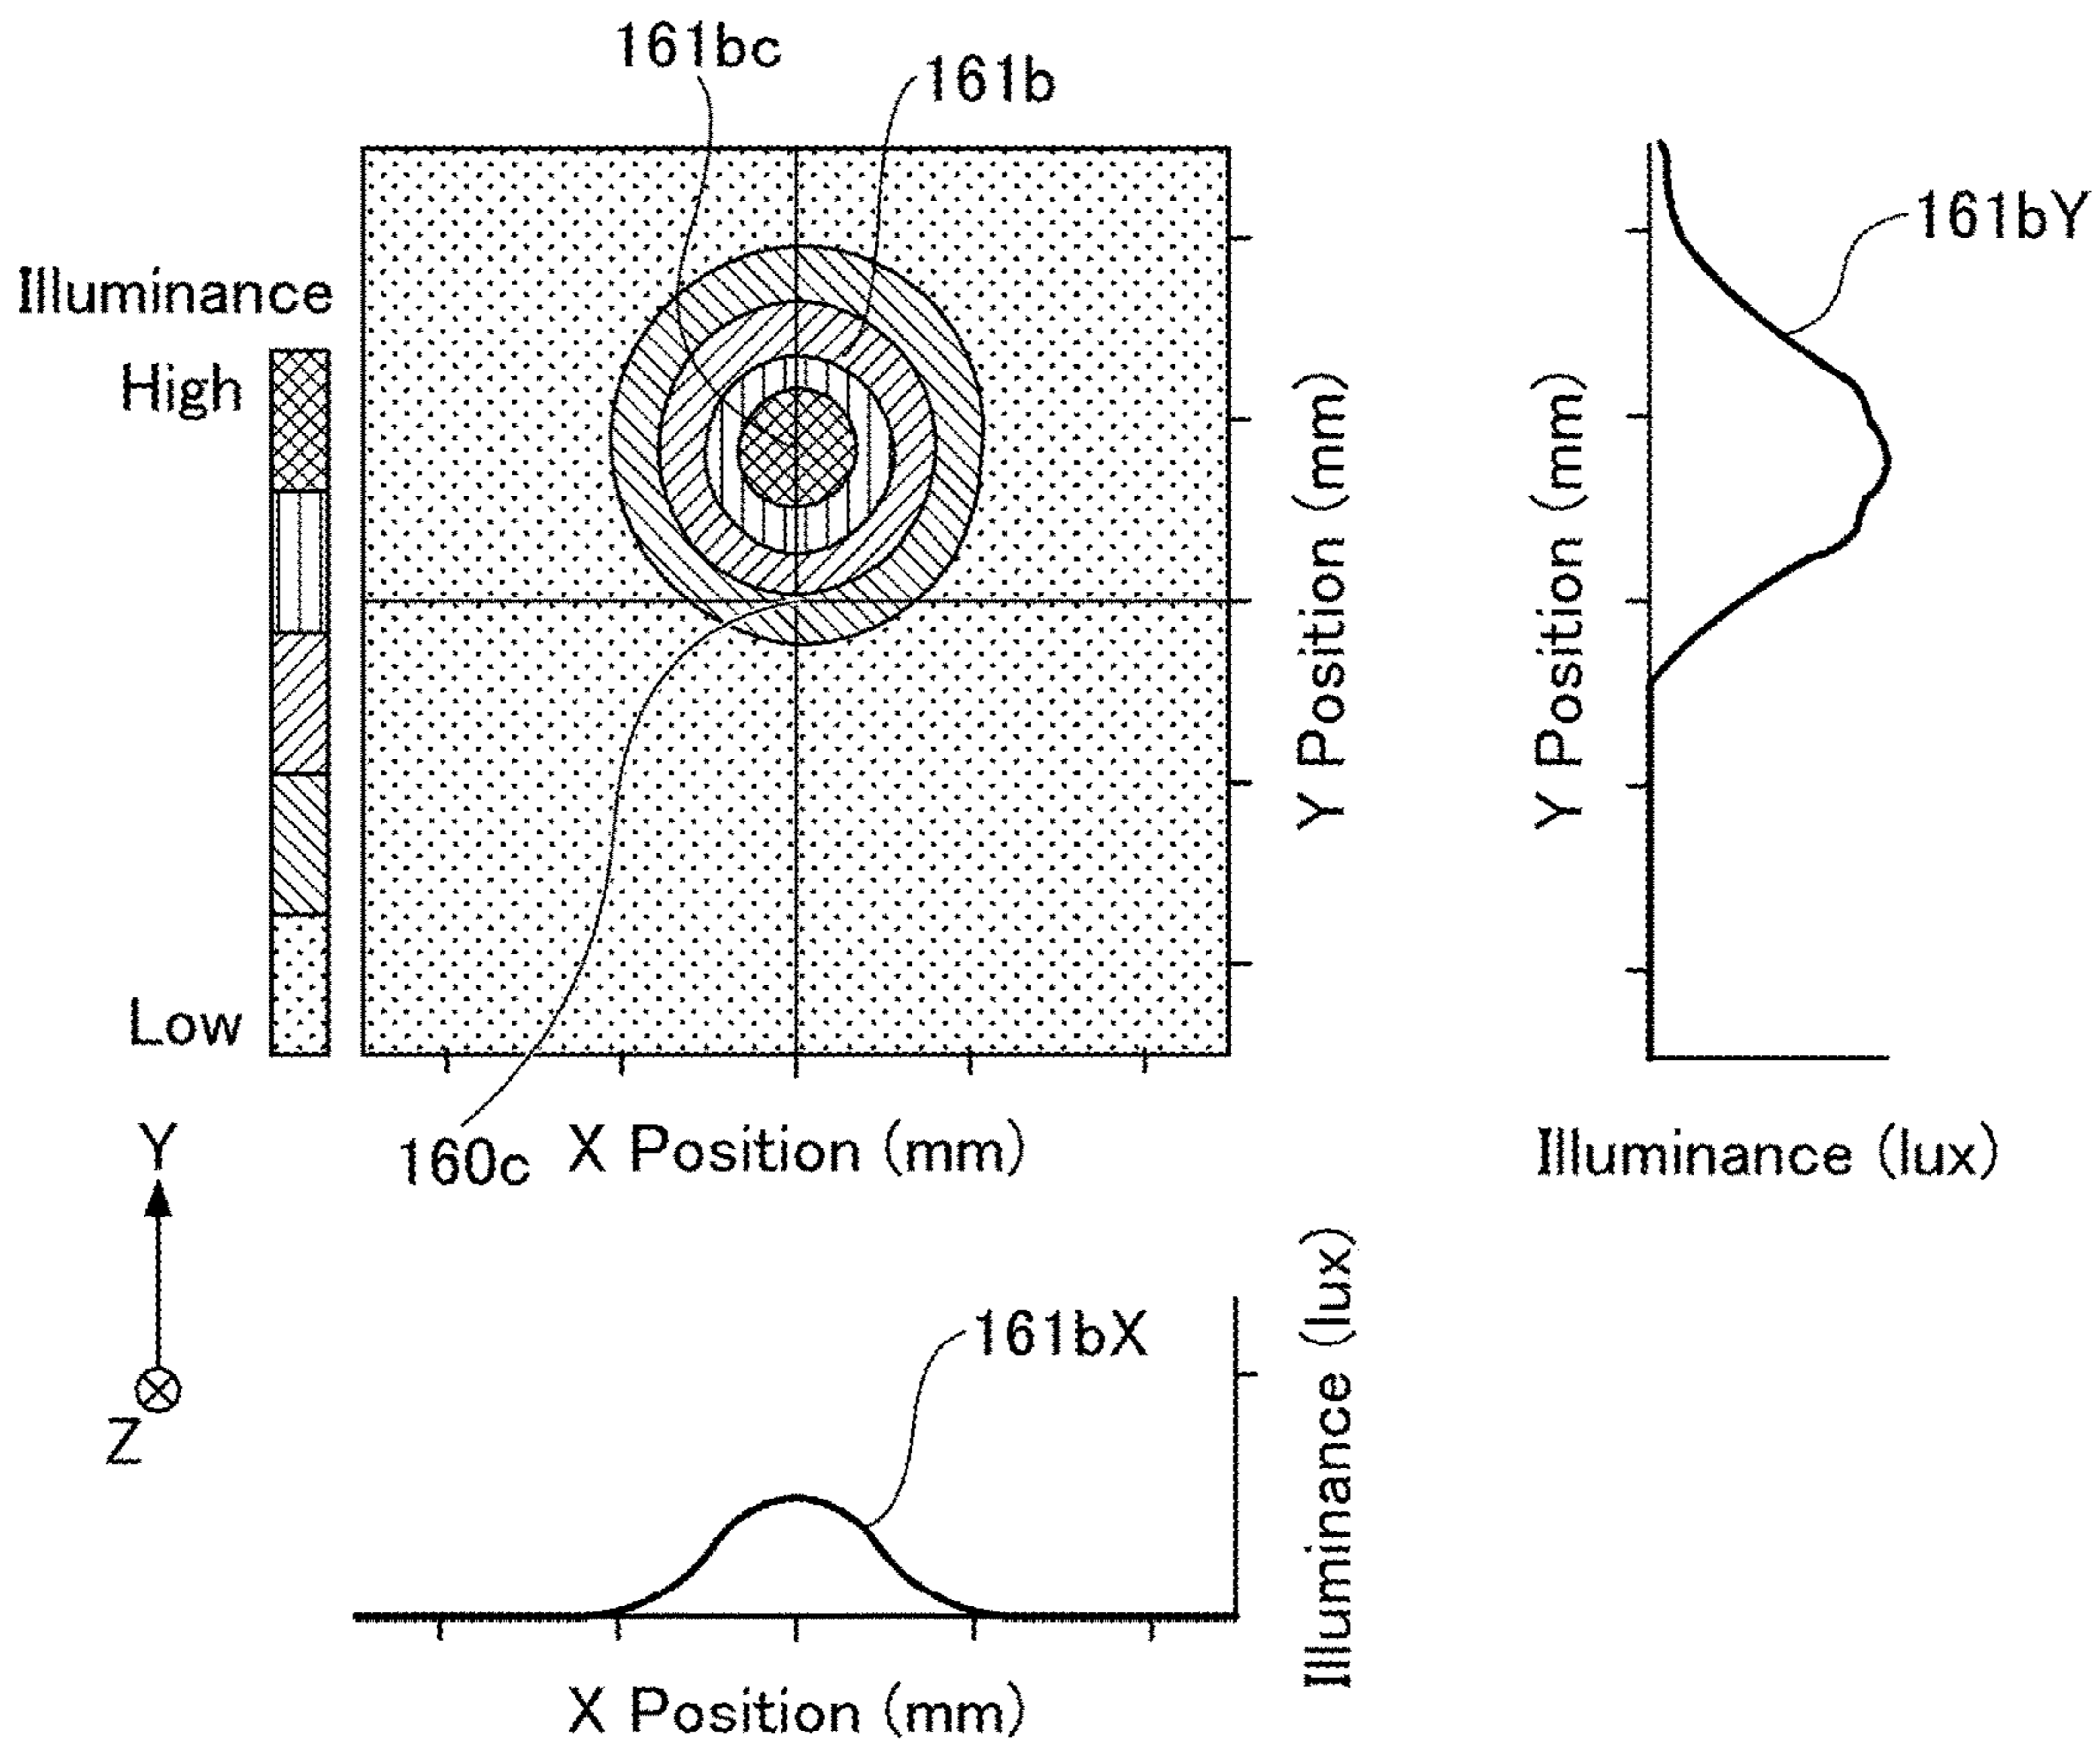 161bc
161b
161bY
Illuminance
High
Low
Y Position (mm)
Y Position (mm)
160c
X Position (mm)
Illuminance (lux)
Y
Z
161bX
Illuminance (lux)
X Position (mm)